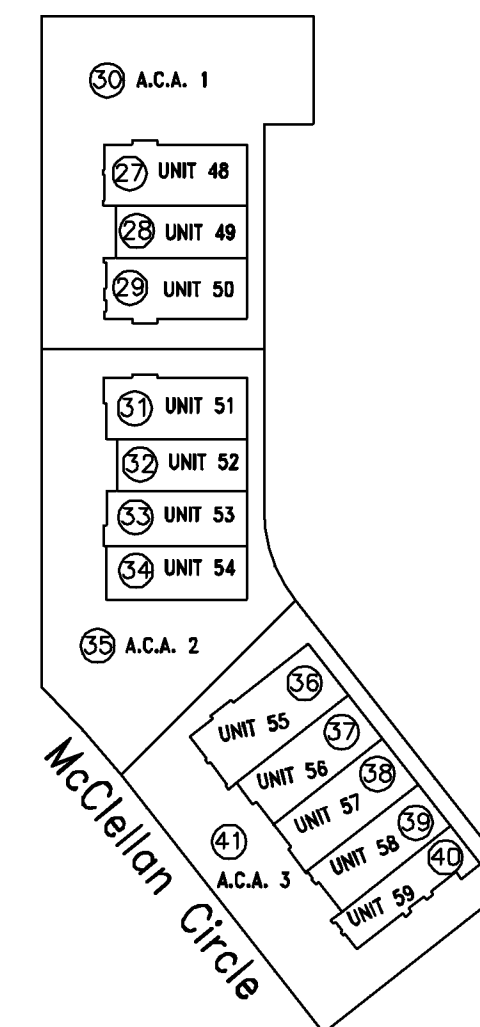 30 A.C.A. 1
27 UNIT 48
28 UNIT 49
29 UNIT 50
31 UNIT 51
32 UNIT 52
33 UNIT 53
34 UNIT 54
35 A.C.A. 2
36
UNIT 55
37
UNIT 56
38
UNIT 57
39
UNIT 58
40
UNIT 59
41
A.C.A. 3
McClellan Circle